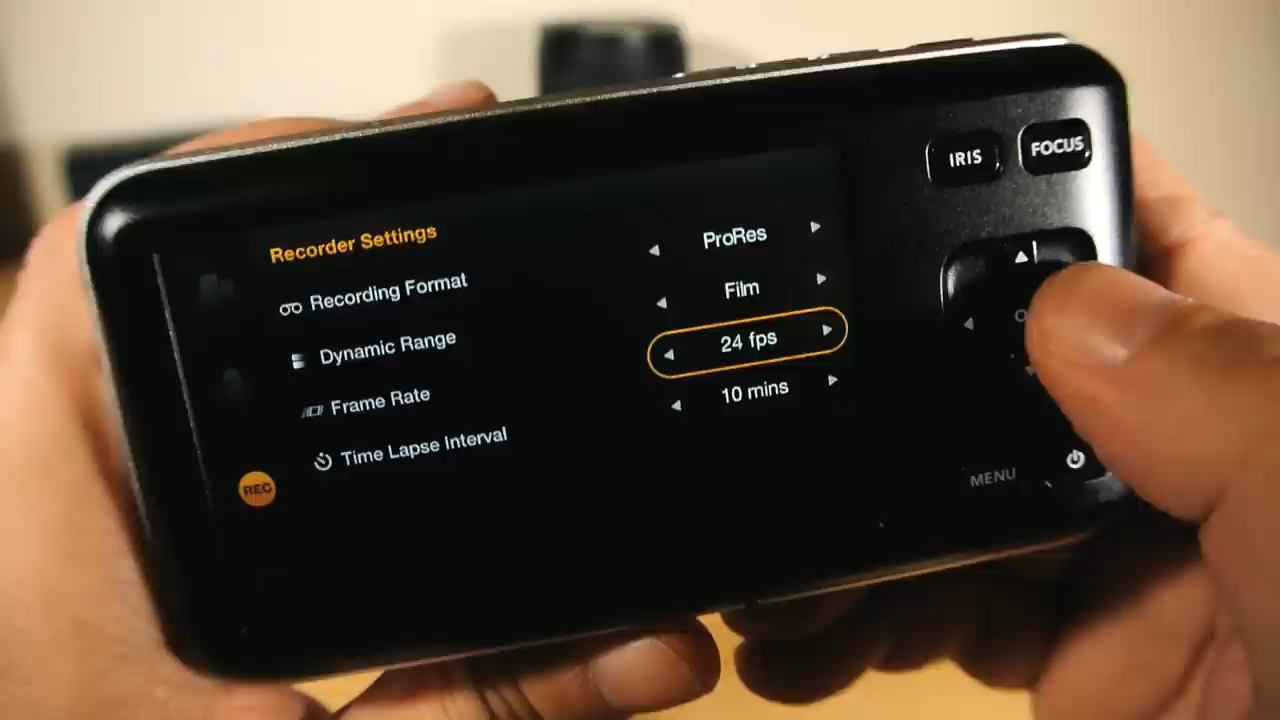 Recorder Settings
Recording Format ProRes
Dynamic Range Film
Frame Rate 24 fps
Time Lapse Interval 10 mins
REC
IRIS FOCUS
MENU